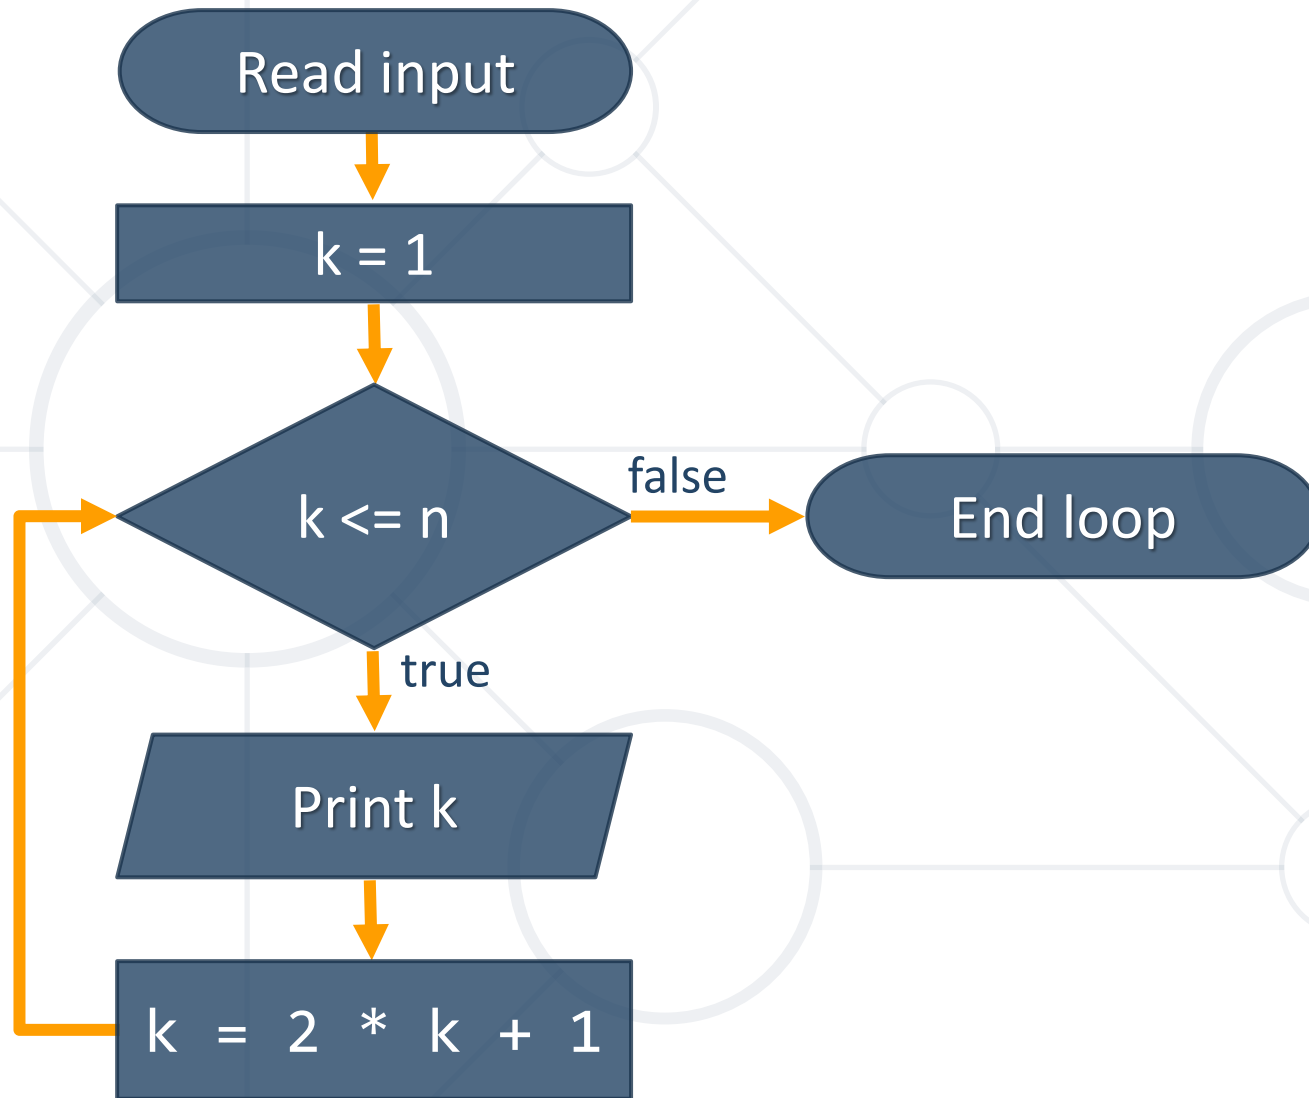 Read input
k = 1
k <= n
false
End loop
true
Print k
k = 2 * k + 1